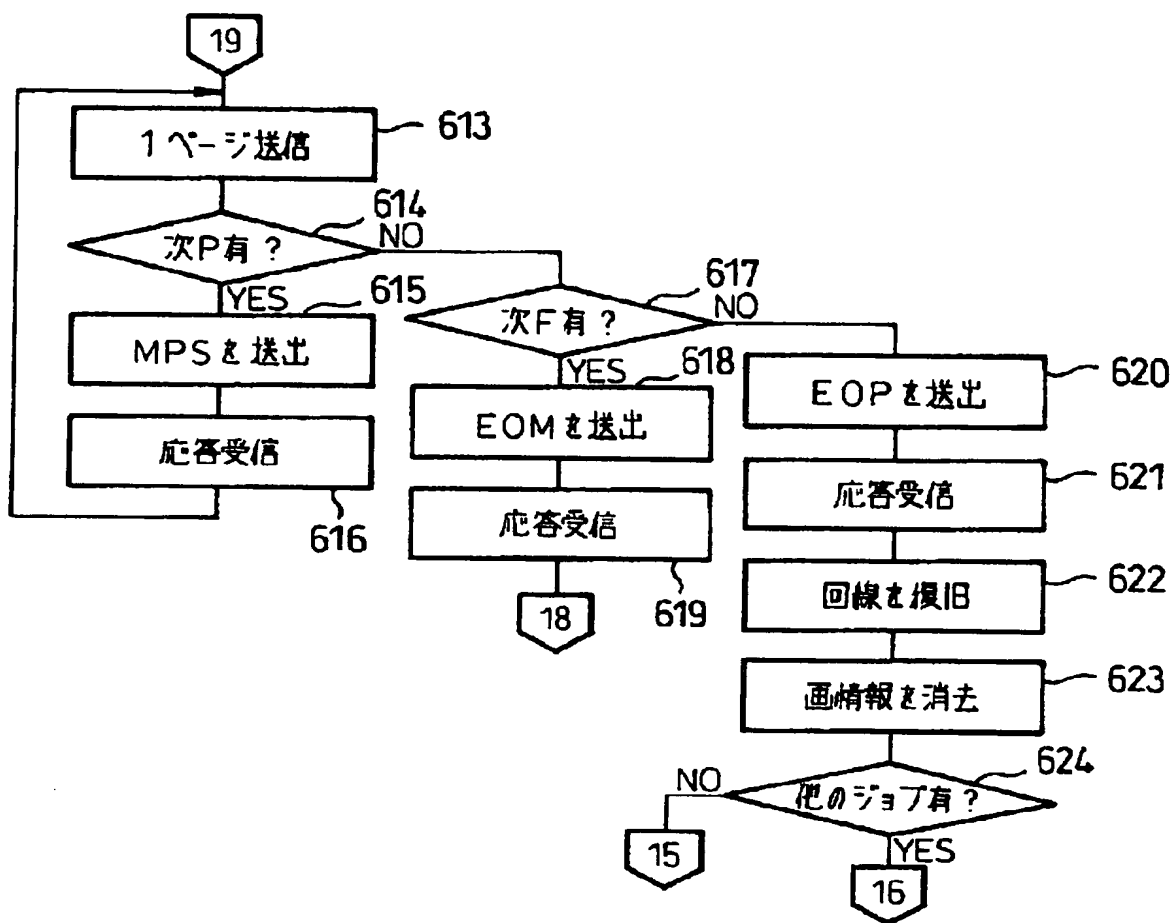 19
1ページ送信
613
次P有?
614
NO
YES
615
MPSを送出
応答受信
616
次F有?
617
NO
YES
618
EOMを送出
応答受信
619
18
EOPを送出
620
応答受信
621
回線を復旧
622
画情報を消去
623
他のジョブ有?
624
NO
15
YES
16